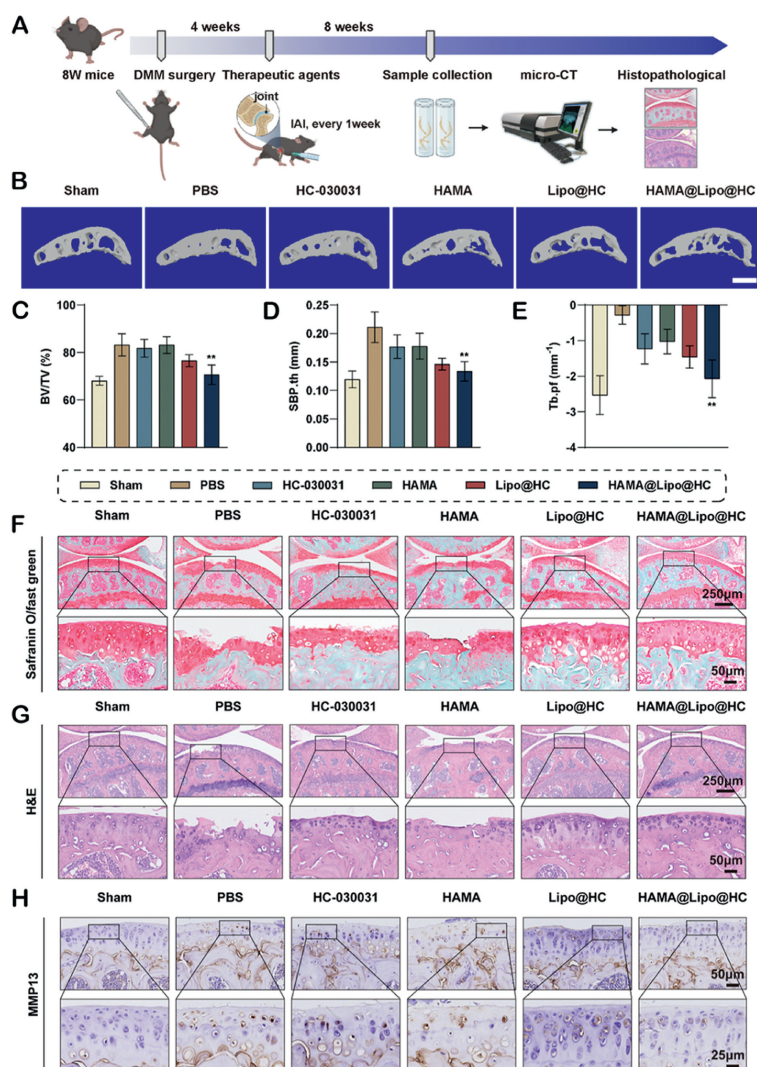 A
4 weeks
8 weeks
8W mice
DMM surgery
Therapeutic agents
Sample collection
micro-CT
Histopathological
joint
IAI, every 1week
B
Sham
PBS
HC-030031
HAMA
Lipo@HC
HAMA@Lipo@HC
C
BV/TV (%)
100
80
60
40
**
D
SBP.th (mm)
0.25
0.20
0.15
0.10
0.05
0.00
**
E
Tb.pf (mm⁻¹)
0
-1
-2
-3
-4
**
Sham
PBS
HC-030031
HAMA
Lipo@HC
HAMA@Lipo@HC
F
Sham
PBS
HC-030031
HAMA
Lipo@HC
HAMA@Lipo@HC
Safranin O/fast green
250μm
50μm
G
Sham
PBS
HC-030031
HAMA
Lipo@HC
HAMA@Lipo@HC
H&E
250μm
50μm
H
Sham
PBS
HC-030031
HAMA
Lipo@HC
HAMA@Lipo@HC
MMP13
50μm
25μm